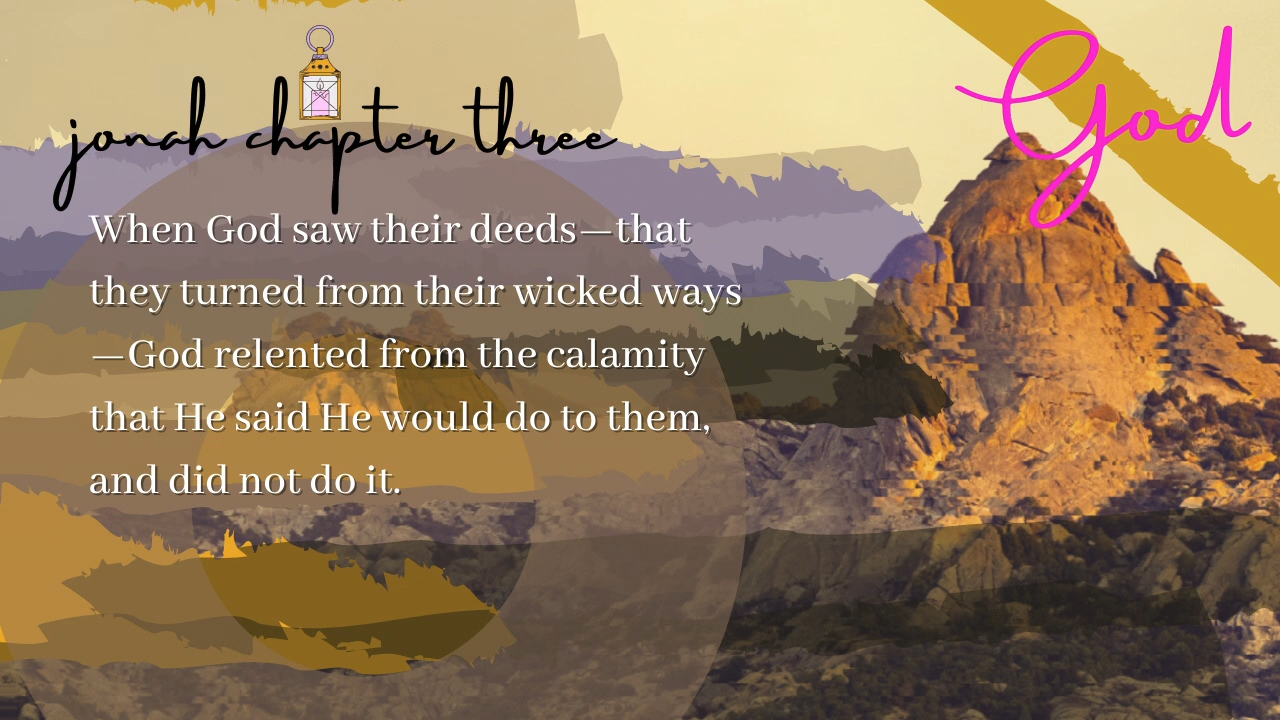 jonah chapter three
God
When God saw their deeds—that
they turned from their wicked ways
—God relented from the calamity
that He said He would do to them,
and did not do it.